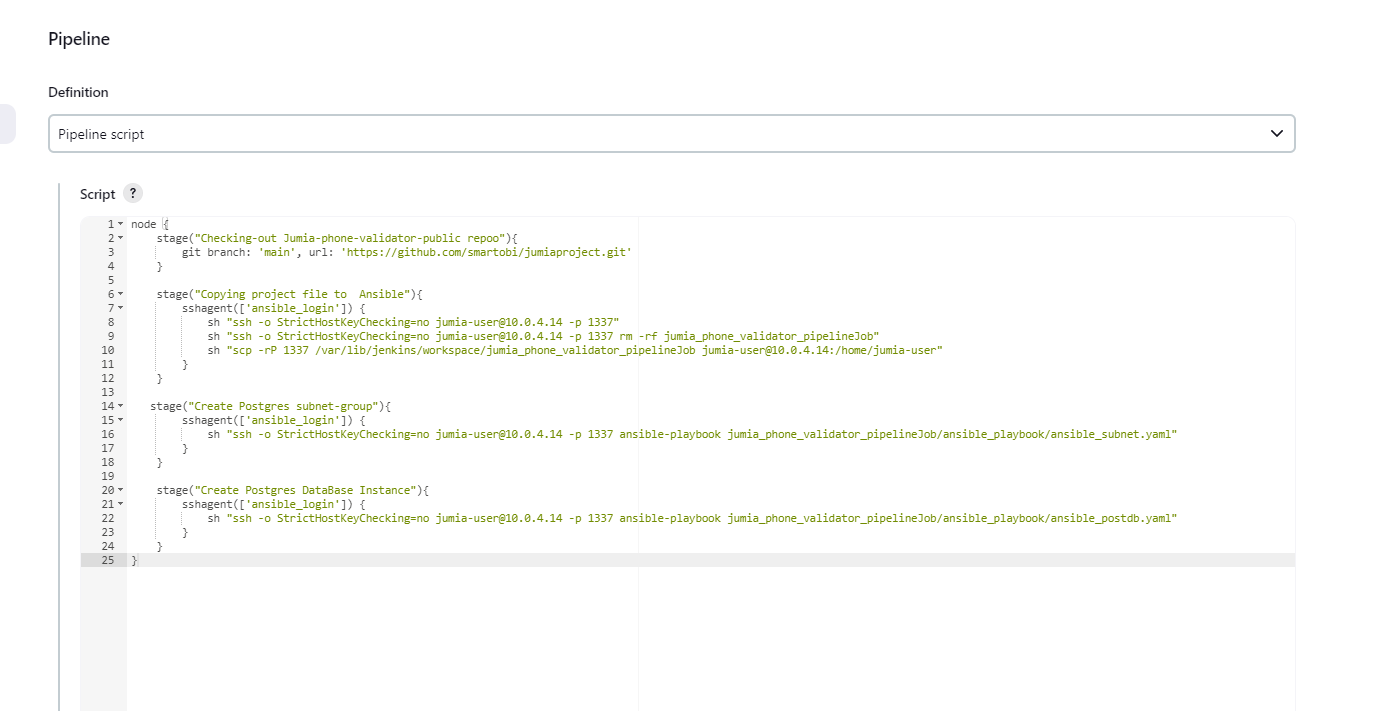 Pipeline
Definition
Pipeline script
Script ?
1 node {
2 stage("Checking-out Jumia-phone-validator-public repoo"){
3 git branch: 'main', url: 'https://github.com/smartobi/jumiaproject.git'
4 }
5
6 stage("Copying project file to  Ansible"){
7 sshagent(['ansible_login']) {
8 sh "ssh -o StrictHostKeyChecking=no jumia-user@10.0.4.14 -p 1337"
9 sh "ssh -o StrictHostKeyChecking=no jumia-user@10.0.4.14 -p 1337 rm -rf jumia_phone_validator_pipelineJob"
10 sh "scp -rP 1337 /var/lib/jenkins/workspace/jumia_phone_validator_pipelineJob jumia-user@10.0.4.14:/home/jumia-user"
11 }
12 }
13
14 stage("Create Postgres subnet-group"){
15 sshagent(['ansible_login']) {
16 sh "ssh -o StrictHostKeyChecking=no jumia-user@10.0.4.14 -p 1337 ansible-playbook jumia_phone_validator_pipelineJob/ansible_playbook/ansible_subnet.yaml"
17 }
18 }
19
20 stage("Create Postgres DataBase Instance"){
21 sshagent(['ansible_login']) {
22 sh "ssh -o StrictHostKeyChecking=no jumia-user@10.0.4.14 -p 1337 ansible-playbook jumia_phone_validator_pipelineJob/ansible_playbook/ansible_postdb.yaml"
23 }
24 }
25 }